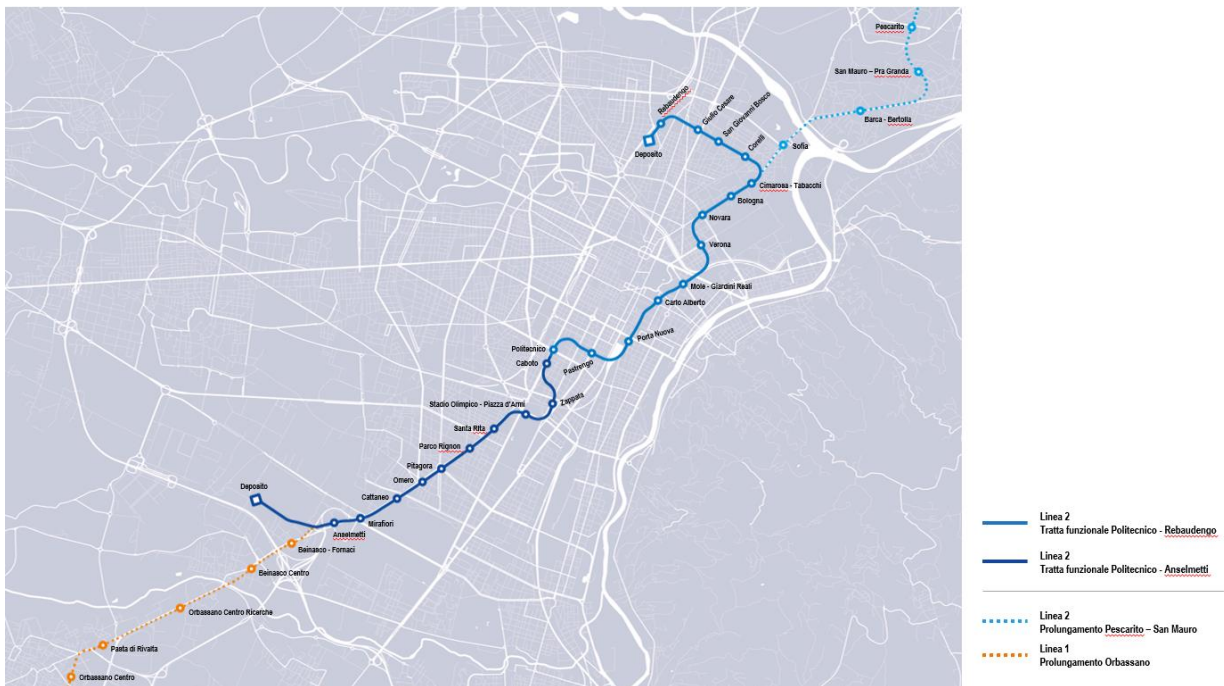 Pescarito
San Mauro – Pra Granda
Barca - Bertolla
Sofia
Rebaudengo
Giulio Cesare
San Giovanni Bosco
Corelli
Deposito
Cimarosa - Tabacchi
Bologna
Novara
Verona
Mole - Giardini Reali
Carlo Alberto
Porta Nuova
Politecnico
Pastrengo
Caboto
Zappata
Stadio Olimpico - Piazza d'Armi
Santa Rita
Parco Rignon
Pitagora
Omero
Cattaneo
Deposito
Mirafiori
Anselmetti
Beinasco - Fornaci
Beinasco Centro
Orbassano Centro Ricerche
Pasta di Rivalta
Orbassano Centro
Linea 2
Tratta funzionale Politecnico - Rebaudengo
Linea 2
Tratta funzionale Politecnico - Anselmetti
Linea 2
Prolungamento Pescarito – San Mauro
Linea 1
Prolungamento Orbassano